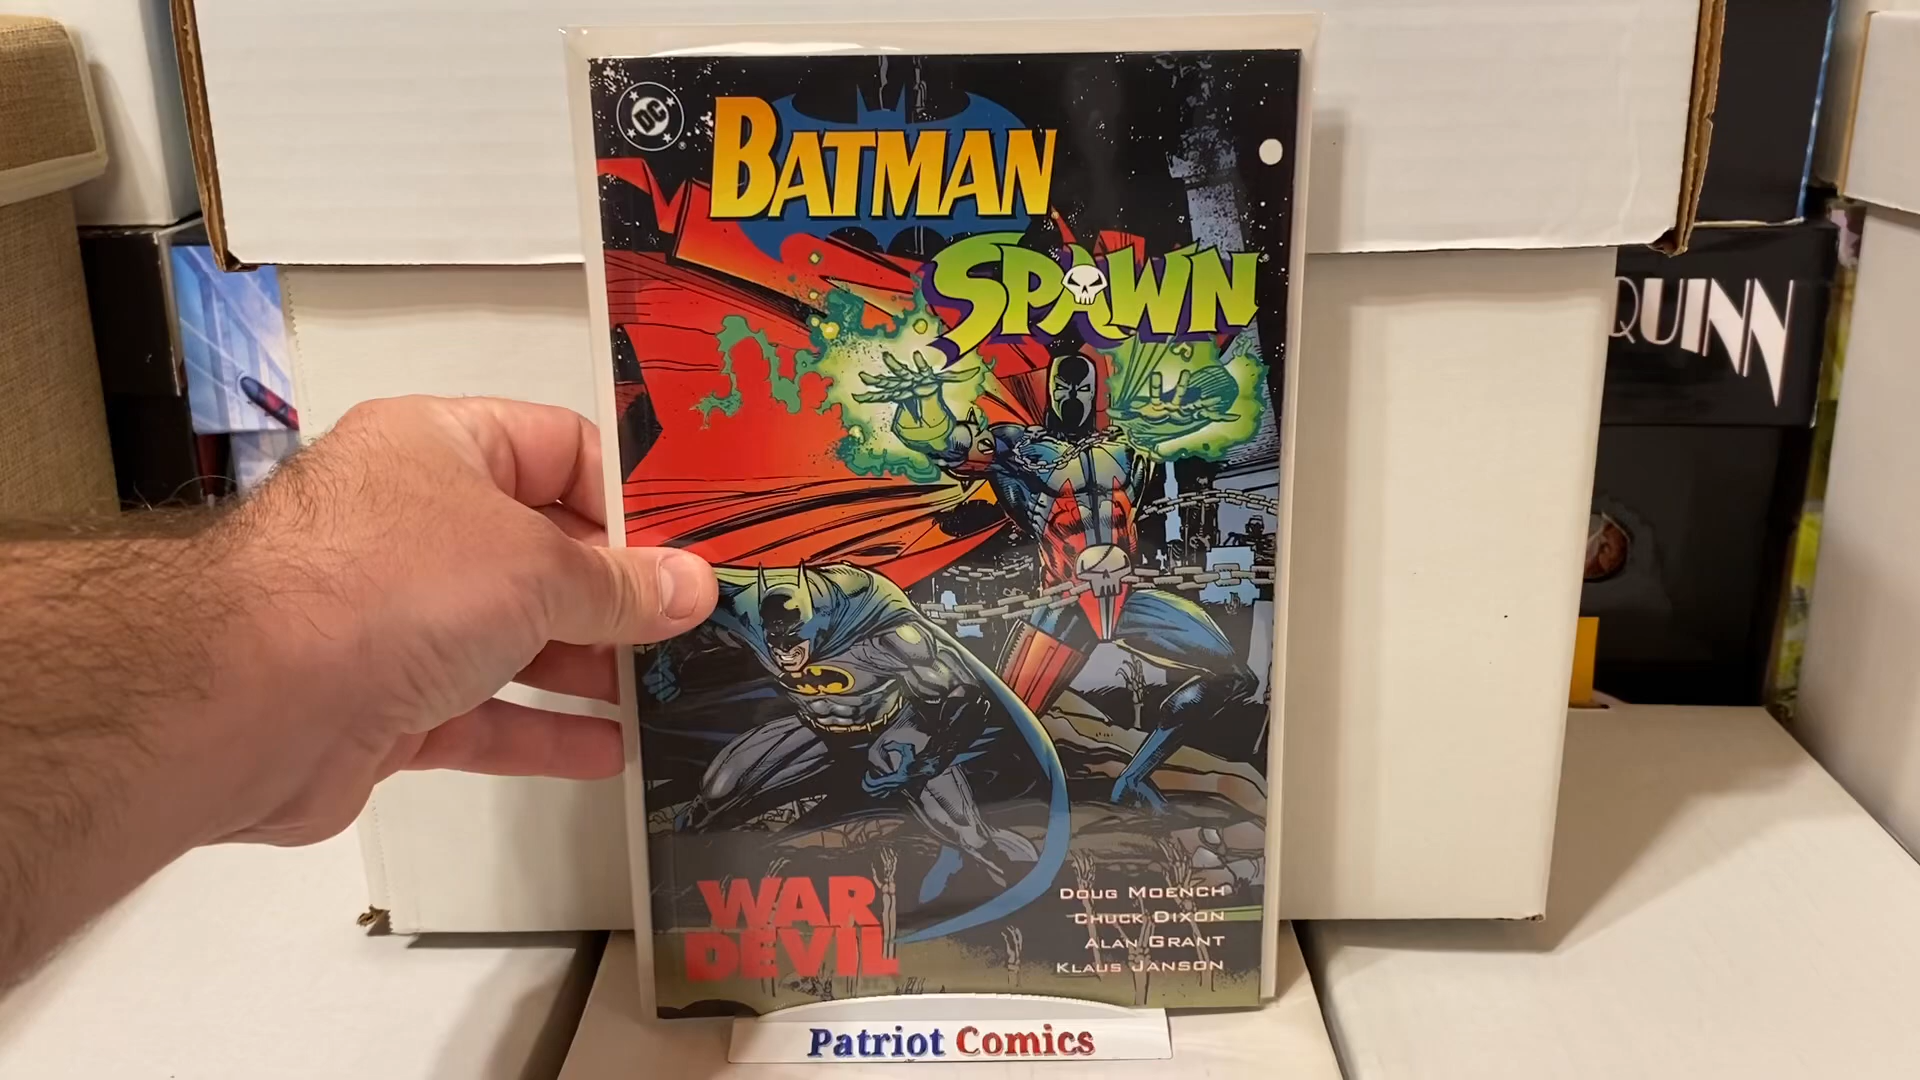 DC
BATMAN
SPAWN
QUINN
WAR
DEVIL
DOUG MOENCH
CHUCK DIXON
ALAN GRANT
KLAUS JANSON
Patriot Comics